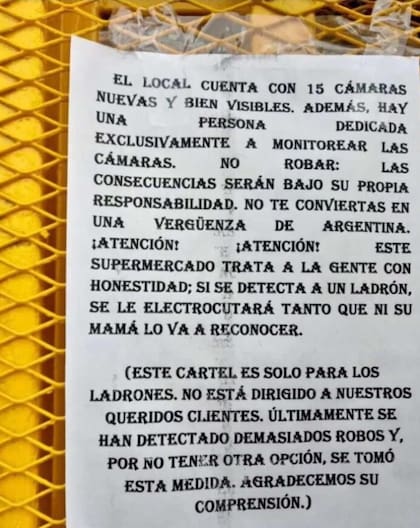 EL LOCAL CUENTA CON 15 CÁMARAS
NUEVAS Y BIEN VISIBLES. ADEMÁS, HAY
UNA PERSONA DEDICADA
EXCLUSIVAMENTE A MONITOREAR LAS
CÁMARAS. NO ROBAR: LAS
CONSECUENCIAS SERÁN BAJO SU PROPIA
RESPONSABILIDAD. NO TE CONVIERTAS EN
UNA VERGÜENZA DE ARGENTINA.
¡ATENCIÓN! ¡ATENCIÓN! ESTE
SUPERMERCADO TRATA A LA GENTE CON
HONESTIDAD; SI SE DETECTA A UN LADRÓN,
SE LE ELECTROCUTARÁ TANTO QUE NI SU
MAMÁ LO VA A RECONOCER.
(ESTE CARTEL ES SOLO PARA LOS
LADRONES. NO ESTÁ DIRIGIDO A NUESTROS
QUERIDOS CLIENTES. ÚLTIMAMENTE SE
HAN DETECTADO DEMASIADOS ROBOS Y,
POR NO TENER OTRA OPCIÓN, SE TOMÓ
ESTA MEDIDA. AGRADECEMOS SU
COMPRENSIÓN.)